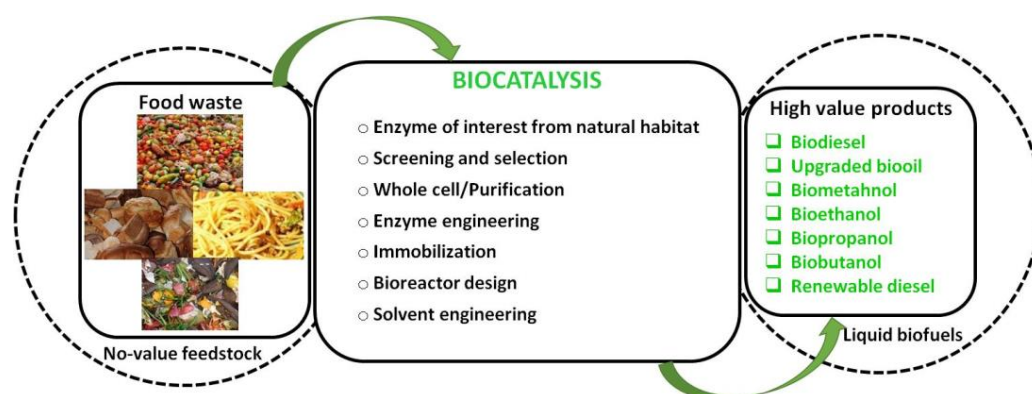 Food waste
No-value feedstock
BIOCATALYSIS
Enzyme of interest from natural habitat
Screening and selection
Whole cell/Purification
Enzyme engineering
Immobilization
Bioreactor design
Solvent engineering
High value products
Biodiesel
Upgraded biooil
Biometahnol
Bioethanol
Biopropanol
Biobutanol
Renewable diesel
Liquid biofuels